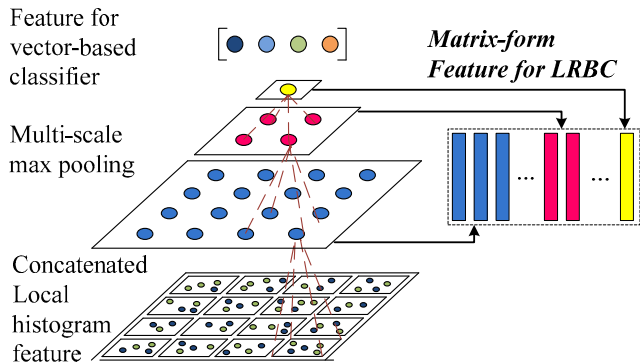 Feature for
vector-based
classifier
Matrix-form
Feature for LRBC
Multi-scale
max pooling
...
...
Concatenated
Local
histogram
feature